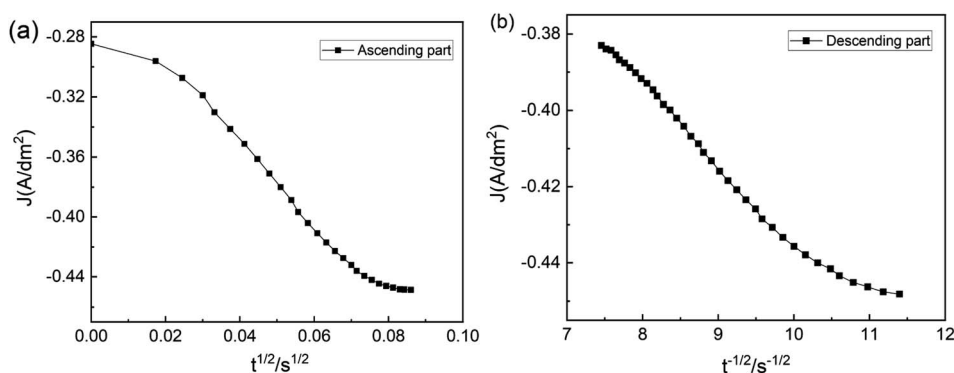 (a)
J(A/dm²)
-0.28
-0.32
-0.36
-0.40
-0.44
Ascending part
0.00 0.02 0.04 0.06 0.08 0.10
t¹/²/s¹/²
(b)
J(A/dm²)
-0.38
-0.40
-0.42
-0.44
Descending part
7 8 9 10 11 12
t⁻¹/²/s⁻¹/²